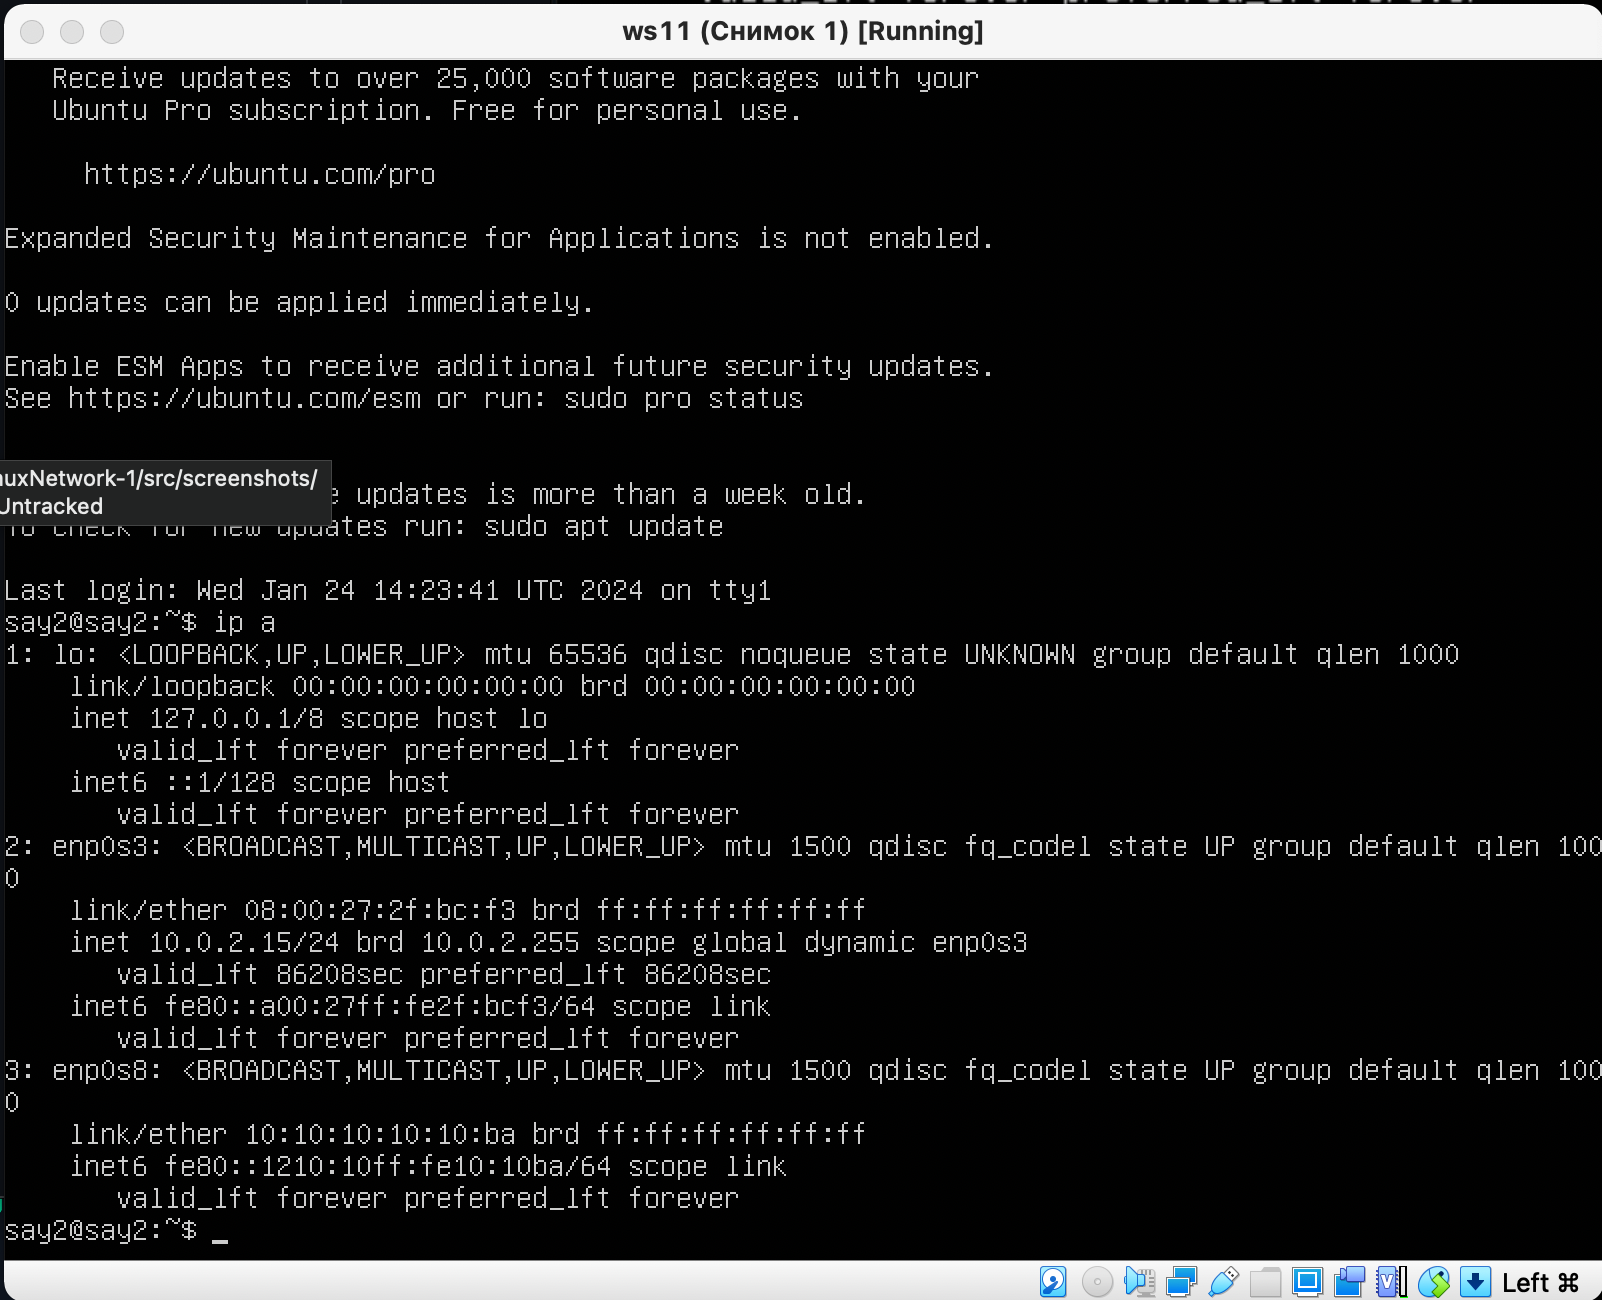 ws11 (Снимок 1) [Running]
Receive updates to over 25,000 software packages with your
Ubuntu Pro subscription. Free for personal use.
https://ubuntu.com/pro
Expanded Security Maintenance for Applications is not enabled.
0 updates can be applied immediately.
Enable ESM Apps to receive additional future security updates.
See https://ubuntu.com/esm or run: sudo pro status
uxNetwork-1/src/screenshots/
Untracked
updates is more than a week old.
To check for new updates run: sudo apt update
Last login: Wed Jan 24 14:23:41 UTC 2024 on tty1
say2@say2:~$ ip a
1: lo: <LOOPBACK,UP,LOWER_UP> mtu 65536 qdisc noqueue state UNKNOWN group default qlen 1000
link/loopback 00:00:00:00:00:00 brd 00:00:00:00:00:00
inet 127.0.0.1/8 scope host lo
valid_lft forever preferred_lft forever
inet6 ::1/128 scope host
valid_lft forever preferred_lft forever
2: enp0s3: <BROADCAST,MULTICAST,UP,LOWER_UP> mtu 1500 qdisc fq_codel state UP group default qlen 100
0
link/ether 08:00:27:2f:bc:f3 brd ff:ff:ff:ff:ff:ff
inet 10.0.2.15/24 brd 10.0.2.255 scope global dynamic enp0s3
valid_lft 86208sec preferred_lft 86208sec
inet6 fe80::a00:27ff:fe2f:bcf3/64 scope link
valid_lft forever preferred_lft forever
3: enp0s8: <BROADCAST,MULTICAST,UP,LOWER_UP> mtu 1500 qdisc fq_codel state UP group default qlen 100
0
link/ether 10:10:10:10:10:ba brd ff:ff:ff:ff:ff:ff
inet6 fe80::1210:10ff:fe10:10ba/64 scope link
valid_lft forever preferred_lft forever
say2@say2:~$ _
Left ⌘